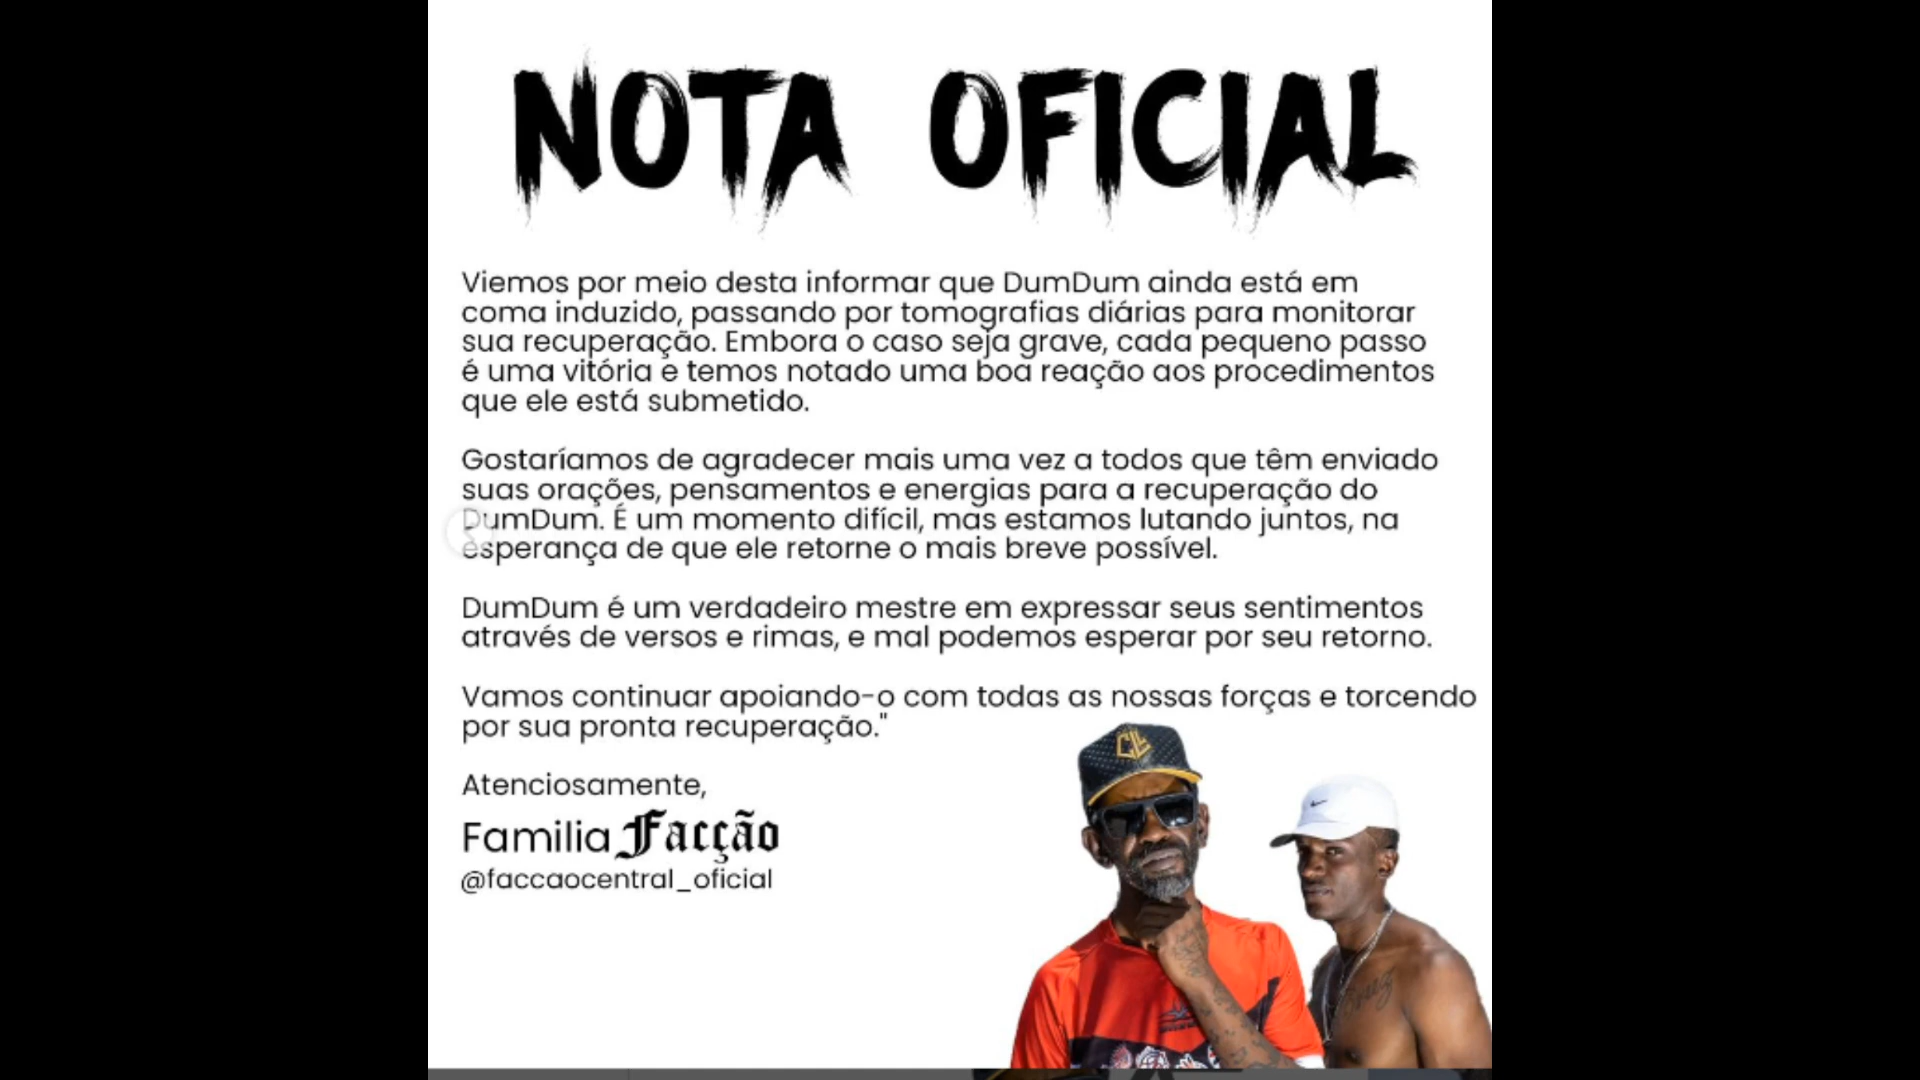 NOTA OFICIAL
Viemos por meio desta informar que DumDum ainda está em
coma induzido, passando por tomografias diárias para monitorar
sua recuperação. Embora o caso seja grave, cada pequeno passo
é uma vitória e temos notado uma boa reação aos procedimentos
que ele está submetido.
Gostaríamos de agradecer mais uma vez a todos que têm enviado
suas orações, pensamentos e energias para a recuperação do
DumDum. É um momento difícil, mas estamos lutando juntos, na
esperança de que ele retorne o mais breve possível.
DumDum é um verdadeiro mestre em expressar seus sentimentos
através de versos e rimas, e mal podemos esperar por seu retorno.
Vamos continuar apoiando-o com todas as nossas forças e torcendo
por sua pronta recuperação."
Atenciosamente,
Familia Facção
@faccaocentral_oficial